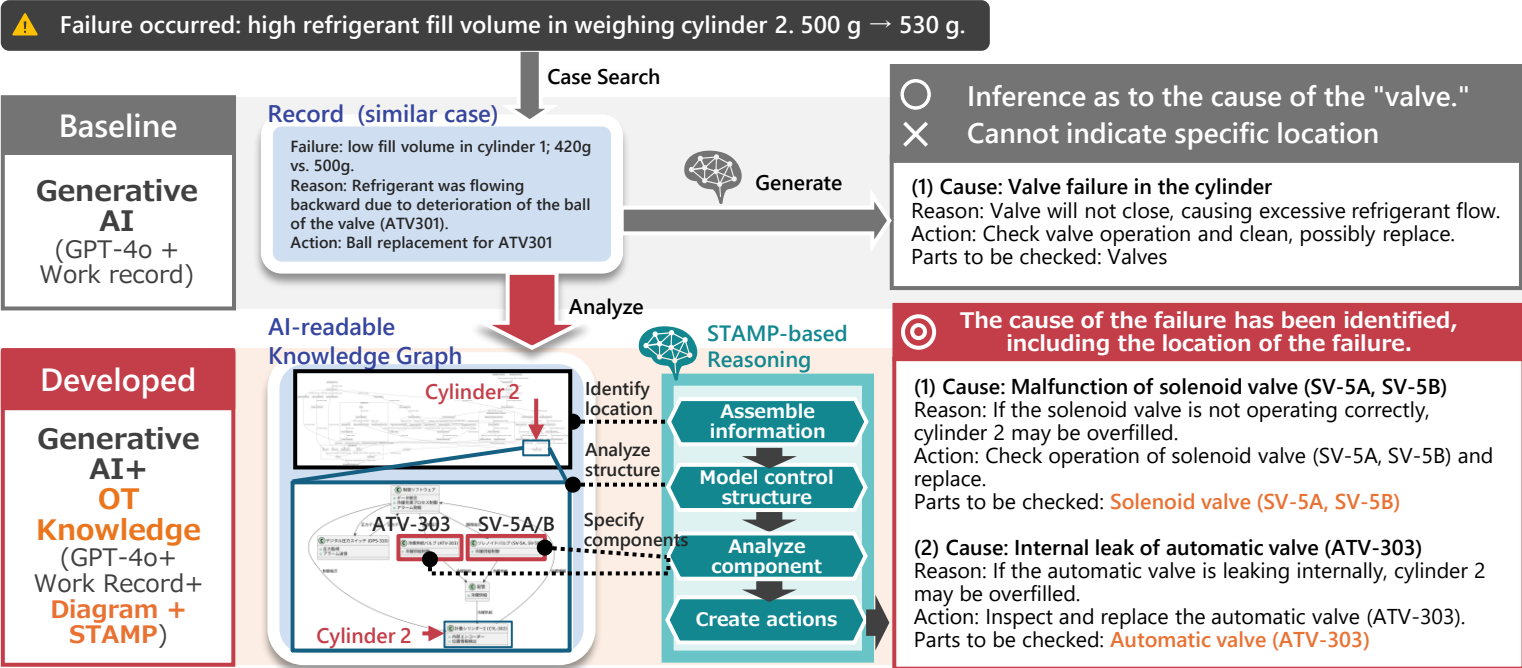 Failure occurred: high refrigerant fill volume in weighing cylinder 2. 500 g → 530 g.
Case Search
Baseline
Generative
AI
(GPT-4o +
Work record)
Record (similar case)
Failure: low fill volume in cylinder 1; 420g
vs. 500g.
Reason: Refrigerant was flowing
backward due to deterioration of the ball
of the valve (ATV301).
Action: Ball replacement for ATV301
Generate
Inference as to the cause of the "valve."
Cannot indicate specific location
(1) Cause: Valve failure in the cylinder
Reason: Valve will not close, causing excessive refrigerant flow.
Action: Check valve operation and clean, possibly replace.
Parts to be checked: Valves
Analyze
Developed
Generative
AI+
OT
Knowledge
(GPT-4o+
Work Record+
Diagram +
STAMP)
AI-readable
Knowledge Graph
Cylinder 2
ATV-303
SV-5A/B
Cylinder 2
Identify
location
Analyze
structure
Specify
components
STAMP-based
Reasoning
Assemble
information
Model control
structure
Analyze
component
Create actions
The cause of the failure has been identified,
including the location of the failure.
(1) Cause: Malfunction of solenoid valve (SV-5A, SV-5B)
Reason: If the solenoid valve is not operating correctly,
cylinder 2 may be overfilled.
Action: Check operation of solenoid valve (SV-5A, SV-5B) and
replace.
Parts to be checked: Solenoid valve (SV-5A, SV-5B)
(2) Cause: Internal leak of automatic valve (ATV-303)
Reason: If the automatic valve is leaking internally, cylinder 2
may be overfilled.
Action: Inspect and replace the automatic valve (ATV-303).
Parts to be checked: Automatic valve (ATV-303)